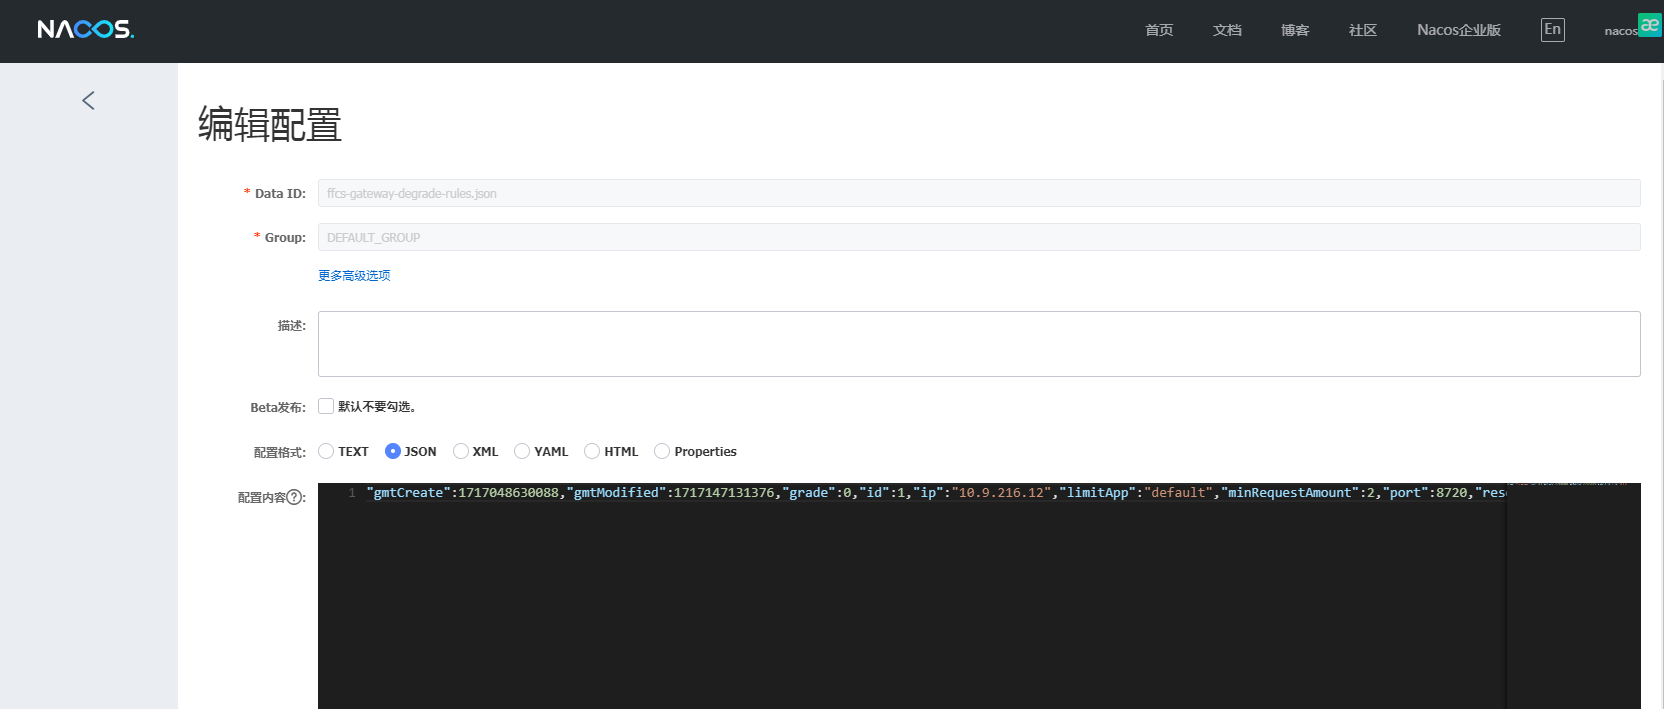 NACOS. 首页 文档 博客 社区 Nacos企业版 En nacos æ
编辑配置
* Data ID: ffcs-gateway-degrade-rules.json
* Group: DEFAULT_GROUP
更多高级选项
描述:
Beta发布: 默认不要勾选。
配置格式: TEXT JSON XML YAML HTML Properties
配置内容?: 1 "gmtCreate":1717048630088,"gmtModified":1717147131376,"grade":0,"id":1,"ip":"10.9.216.12","limitApp":"default","minRequestAmount":2,"port":8720,"res